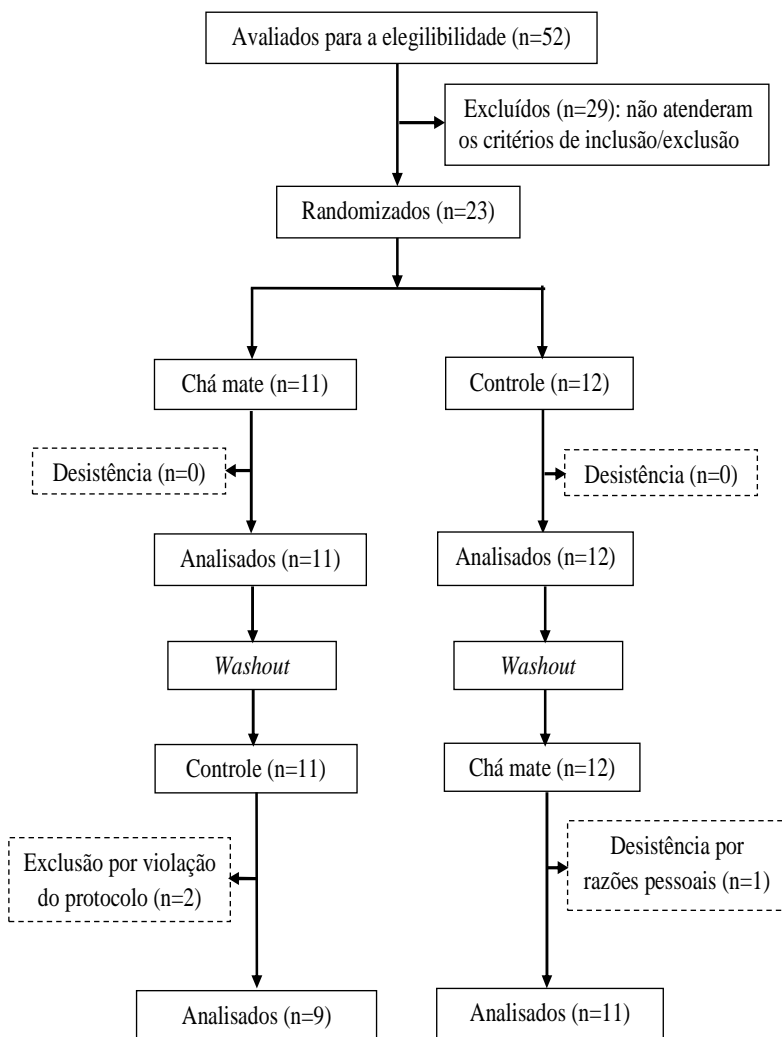 Avaliados para a elegilibilidade (n=52)
Excluídos (n=29): não atenderam
os critérios de inclusão/exclusão
Randomizados (n=23)
Chá mate (n=11)
Controle (n=12)
Desistência (n=0)
Desistência (n=0)
Analisados (n=11)
Analisados (n=12)
Washout
Washout
Controle (n=11)
Chá mate (n=12)
Exclusão por violação
do protocolo (n=2)
Desistência por
razões pessoais (n=1)
Analisados (n=9)
Analisados (n=11)